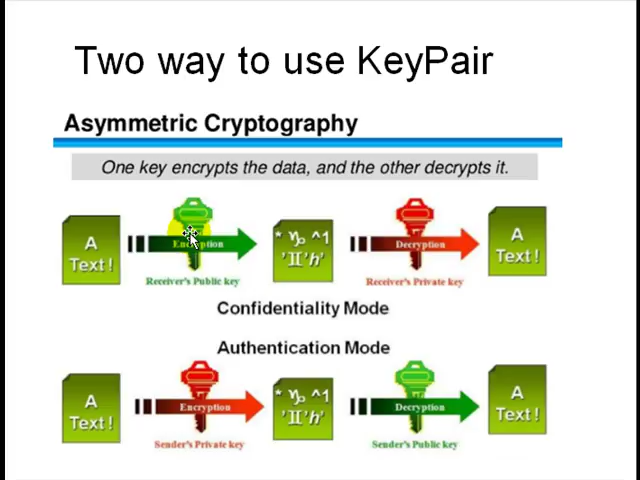 Two way to use KeyPair
Asymmetric Cryptography
One key encrypts the data, and the other decrypts it.
A Text !
Encryption
* ♑ ^1 '♊'h'
Decryption
A Text !
Receiver's Public key
Receiver's Private key
Confidentiality Mode
Authentication Mode
A Text !
Encryption
* ♑ ^1 '♊'h'
Decryption
A Text !
Sender's Private key
Sender's Public key